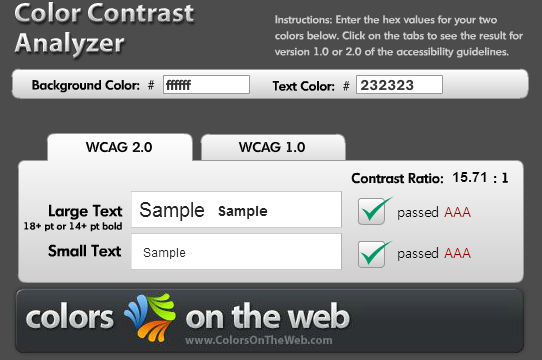 Color Contrast
Analyzer
Instructions: Enter the hex values for your two
colors below. Click on the tabs to see the result for
version 1.0 or 2.0 of the accessibility guidelines.
Background Color: # ffffff Text Color: # 232323
WCAG 2.0 WCAG 1.0
Contrast Ratio: 15.71 : 1
Large Text Sample Sample passed AAA
18+ pt or 14+ pt bold
Small Text Sample passed AAA
colors on the web
www.ColorsOnTheWeb.com